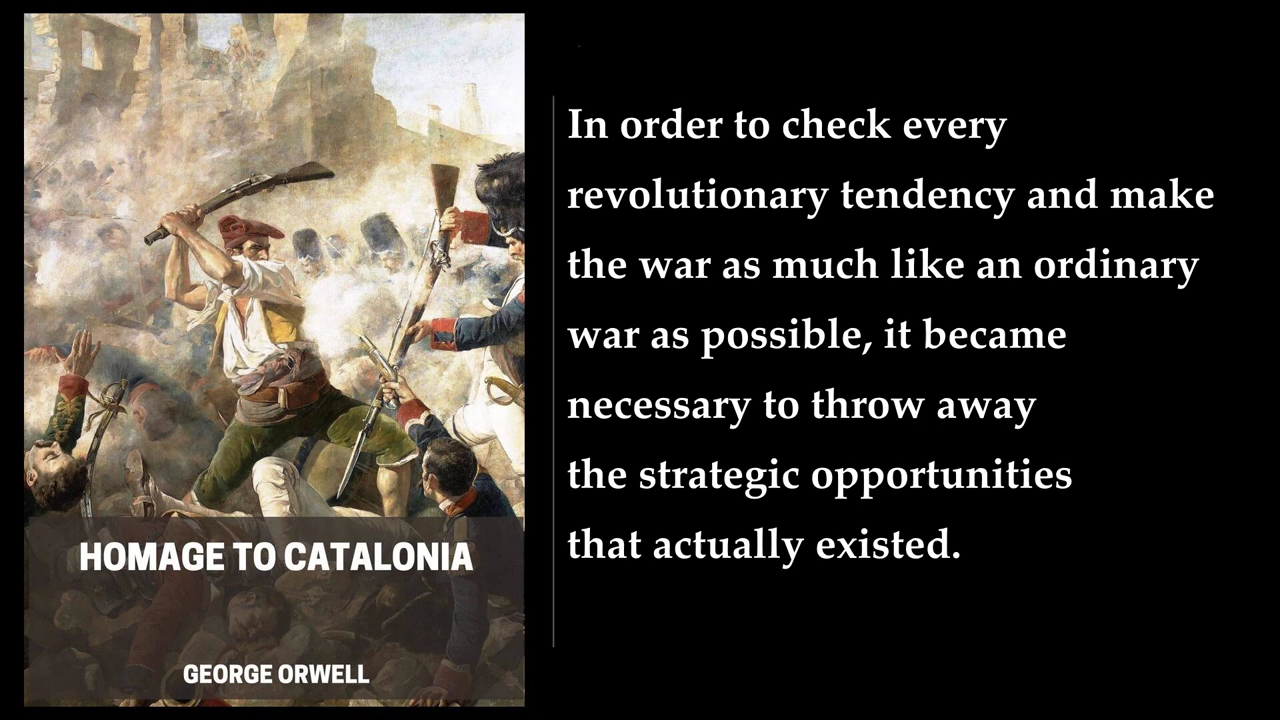 HOMAGE TO CATALONIA
GEORGE ORWELL
In order to check every
revolutionary tendency and make
the war as much like an ordinary
war as possible, it became
necessary to throw away
the strategic opportunities
that actually existed.